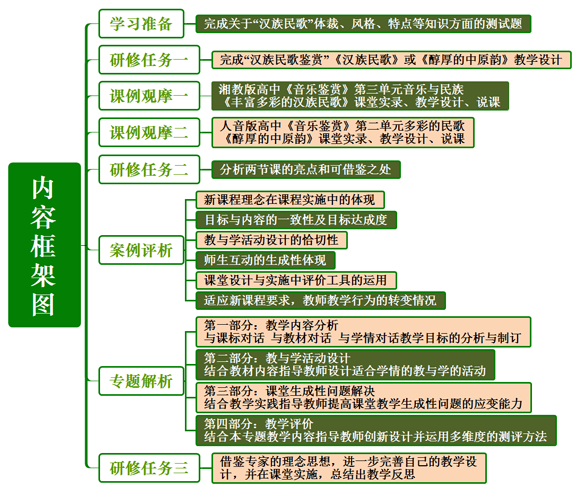 内容框架图
学习准备
完成关于“汉族民歌”体裁、风格、特点等知识方面的测试题
研修任务一
完成“汉族民歌鉴赏”《汉族民歌》或《醇厚的中原韵》教学设计
课例观摩一
湘教版高中《音乐鉴赏》第三单元音乐与民族
《丰富多彩的汉族民歌》课堂实录、教学设计、说课
课例观摩二
人音版高中《音乐鉴赏》第二单元多彩的民歌
《醇厚的中原韵》课堂实录、教学设计、说课
研修任务二
分析两节课的亮点和可借鉴之处
案例评析
新课程理念在课程实施中的体现
目标与内容的一致性及目标达成度
教与学活动设计的恰切性
师生互动的生成性体现
课堂设计与实施中评价工具的运用
适应新课程要求，教师教学行为的转变情况
专题解析
第一部分：教学内容分析
与课标对话 与教材对话 与学情对话教学目标的分析与制订
第二部分：教与学活动设计
结合教材内容指导教师设计适合学情的教与学的活动
第三部分：课堂生成性问题解决
结合教学实践指导教师提高课堂教学生成性问题的应变能力
第四部分：教学评价
结合本专题教学内容指导教师创新设计并运用多维度的测评方法
研修任务三
借鉴专家的理念思想，进一步完善自己的教学设
计，并在课堂实施，总结出教学反思